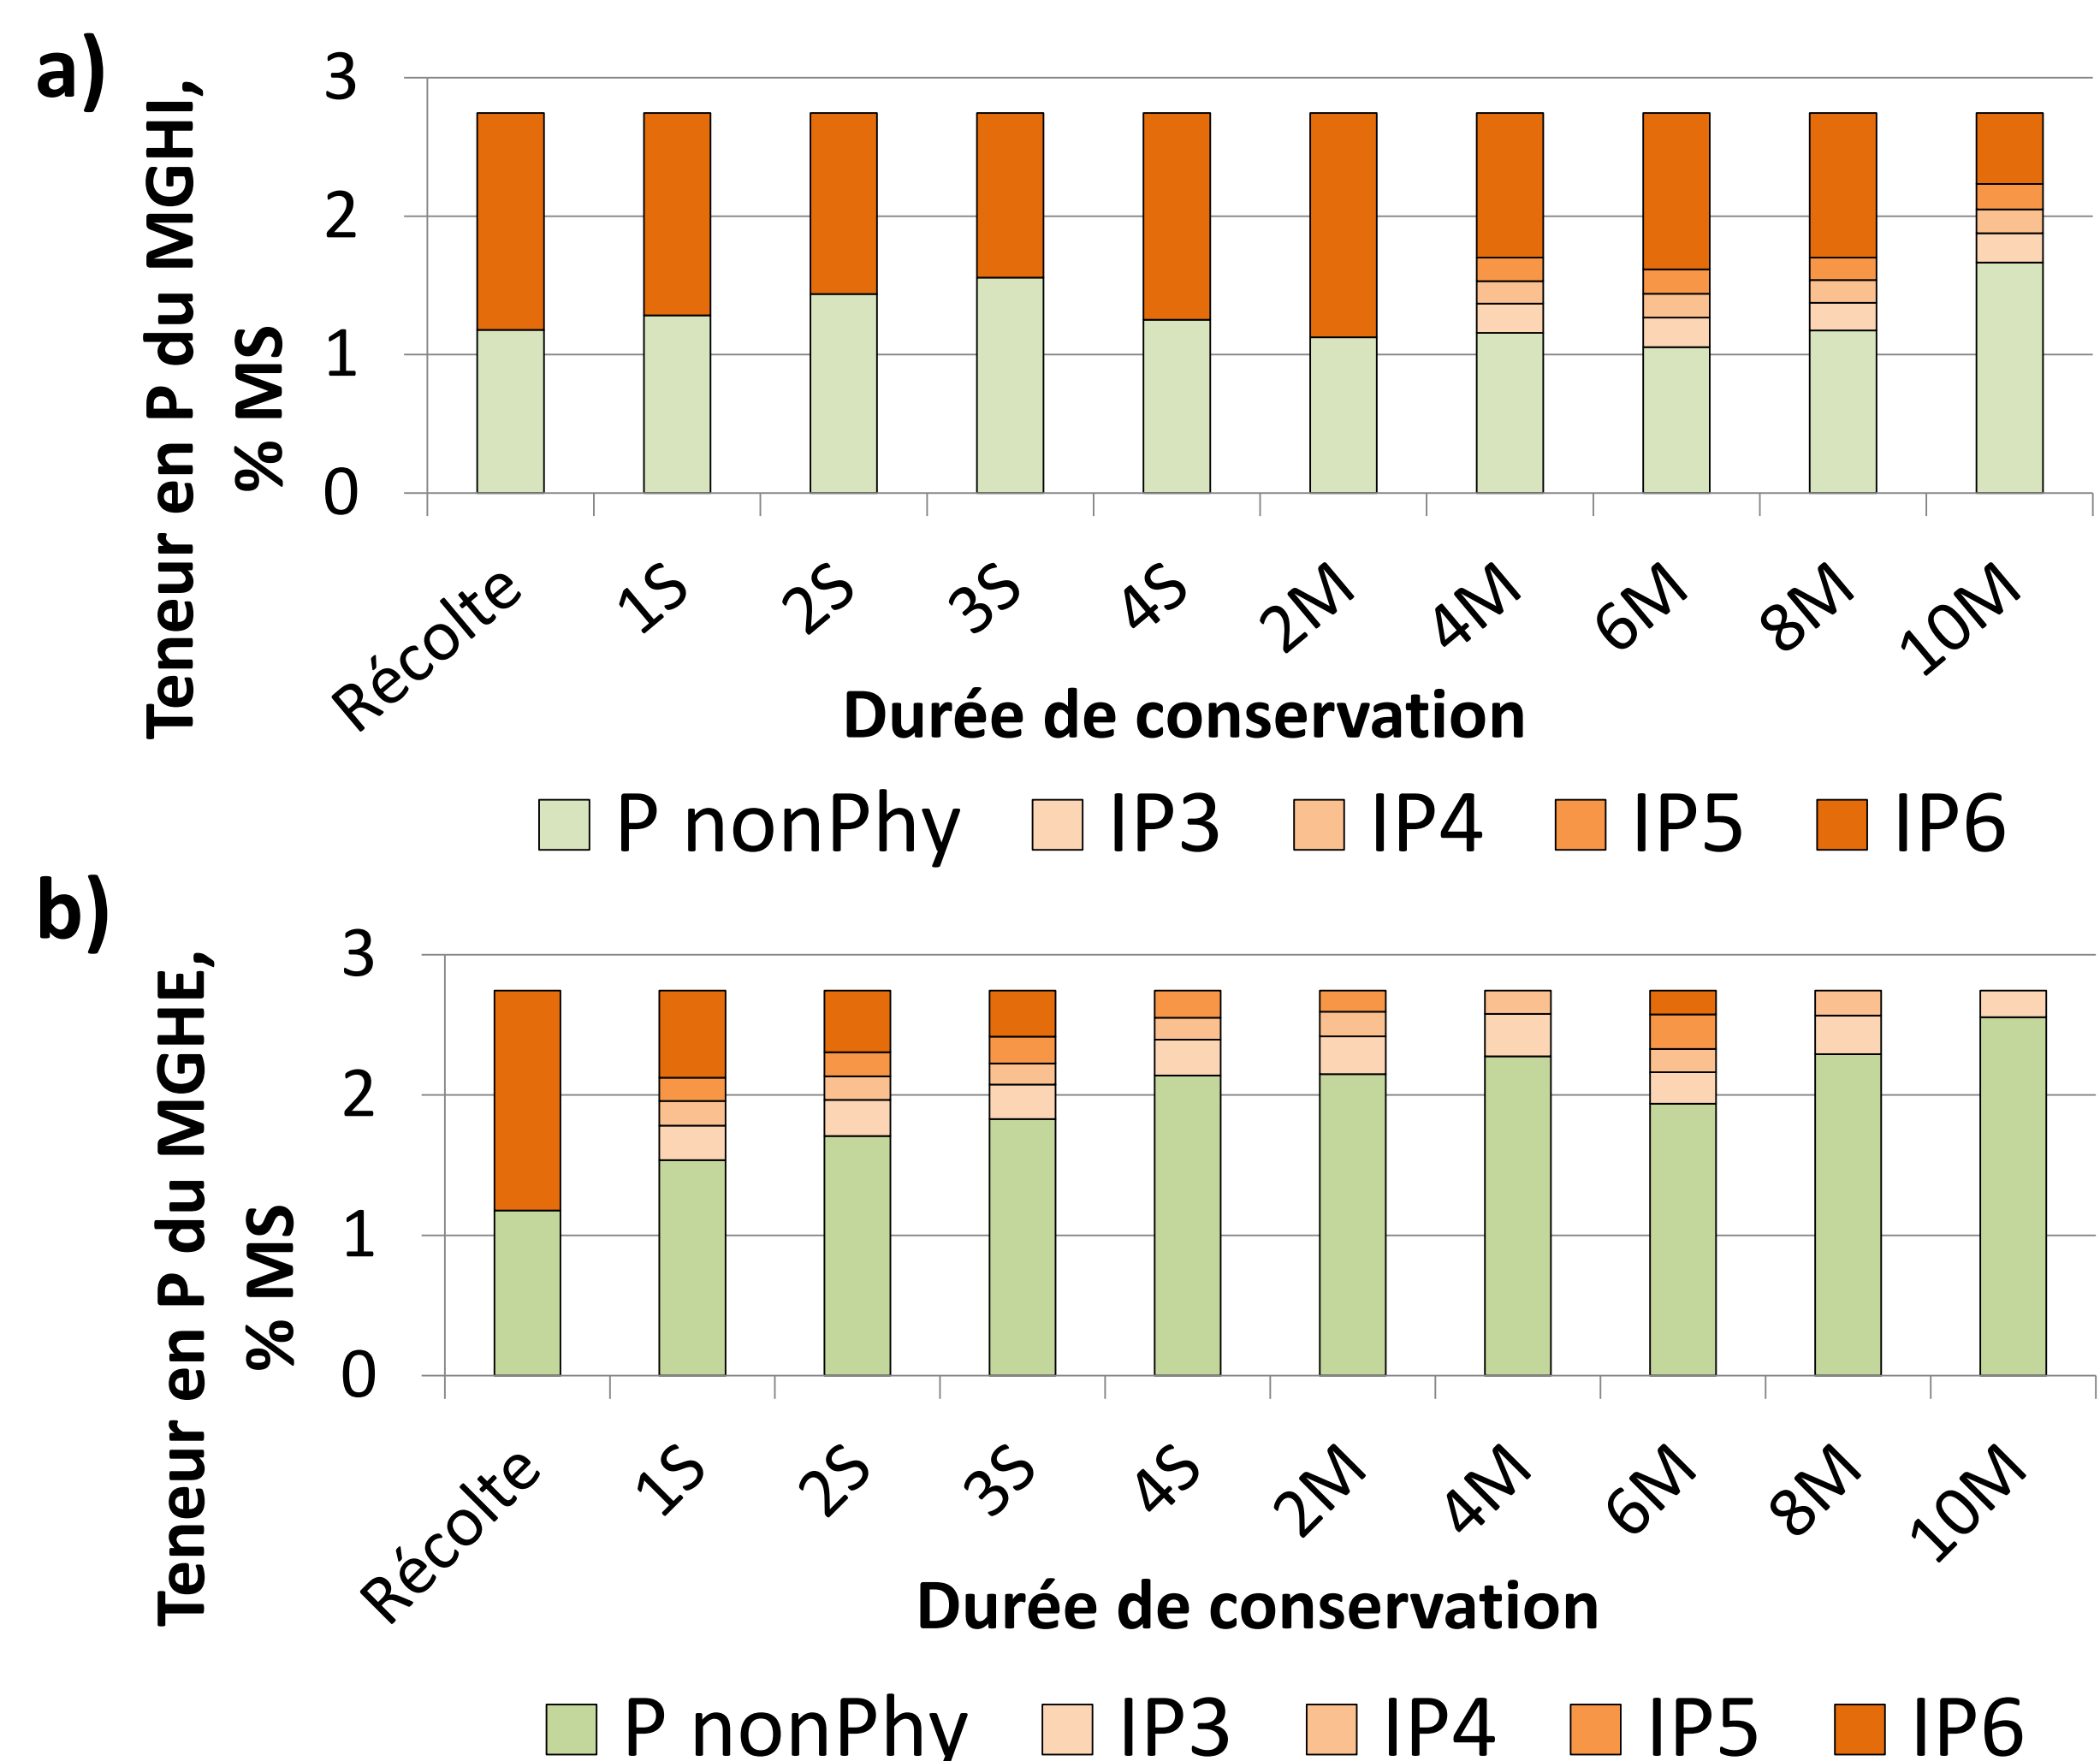 a)
Teneur en P du MGHI,
% MS
3
2
1
0
Récolte 1S 2S 3S 4S 2M 4M 6M 8M 10M
Durée de conservation
P nonPhy IP3 IP4 IP5 IP6
b)
Teneur en P du MGHE,
% MS
3
2
1
0
Récolte 1S 2S 3S 4S 2M 4M 6M 8M 10M
Durée de conservation
P nonPhy IP3 IP4 IP5 IP6